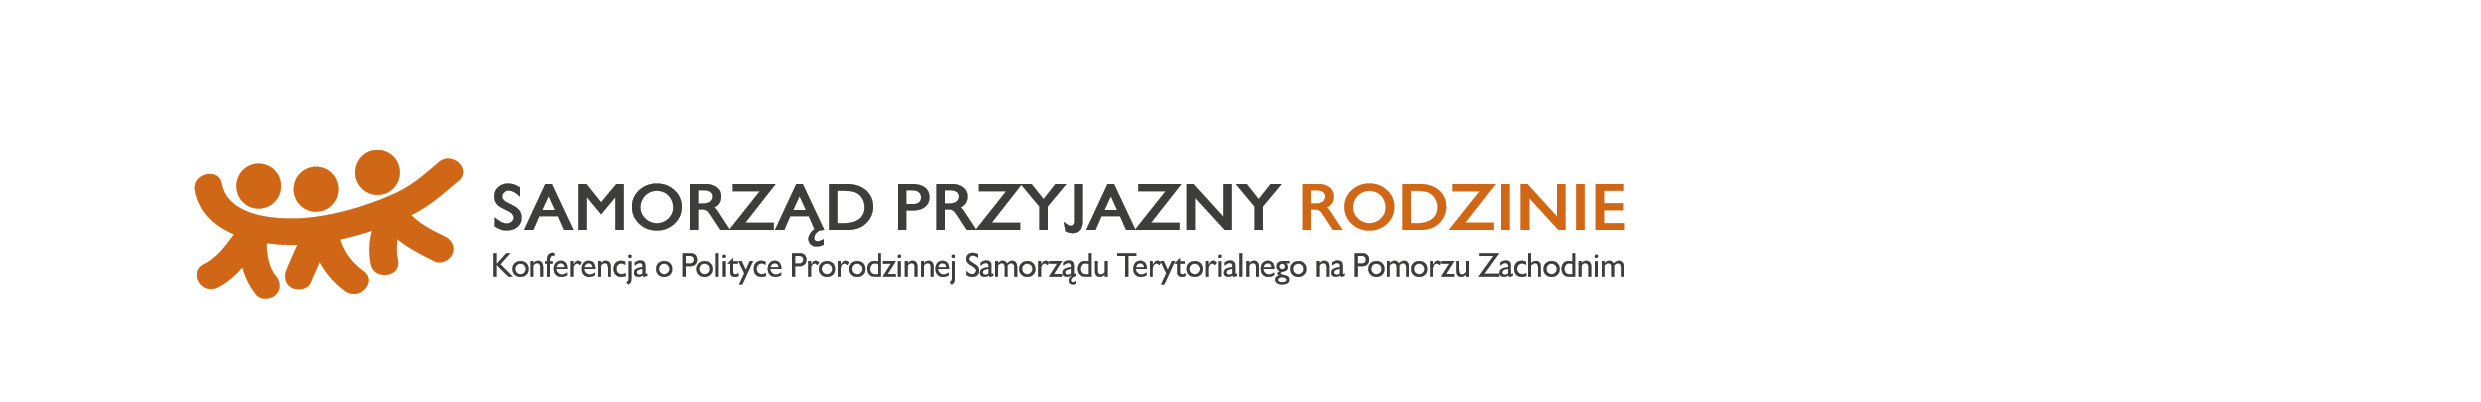 SAMORZĄD PRZYJAZNY RODZINIE
Konferencja o Polityce Prorodzinnej Samorządu Terytorialnego na Pomorzu Zachodnim